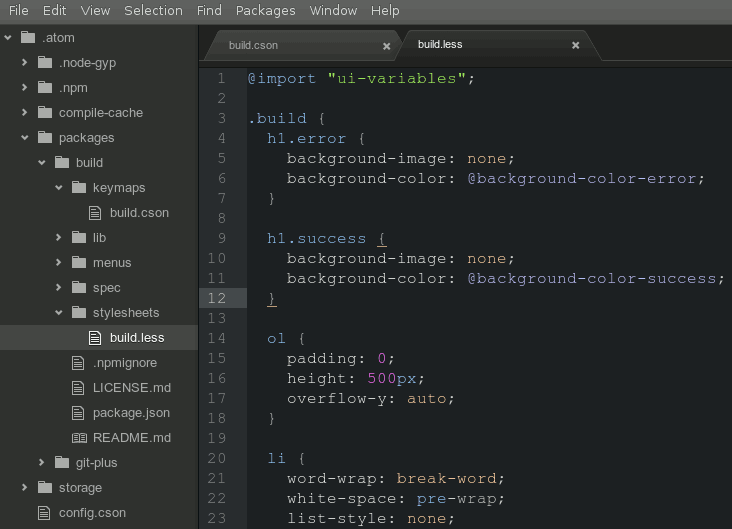 File Edit View Selection Find Packages Window Help
.atom
.node-gyp
.npm
compile-cache
packages
build
keymaps
build.cson
lib
menus
spec
stylesheets
build.less
.npmignore
LICENSE.md
package.json
README.md
git-plus
storage
config.cson
build.cson
build.less
1 @import "ui-variables";
2
3 .build {
4 h1.error {
5 background-image: none;
6 background-color: @background-color-error;
7 }
8
9 h1.success {
10 background-image: none;
11 background-color: @background-color-success;
12 }
13
14 ol {
15 padding: 0;
16 height: 500px;
17 overflow-y: auto;
18 }
19
20 li {
21 word-wrap: break-word;
22 white-space: pre-wrap;
23 list-style: none;